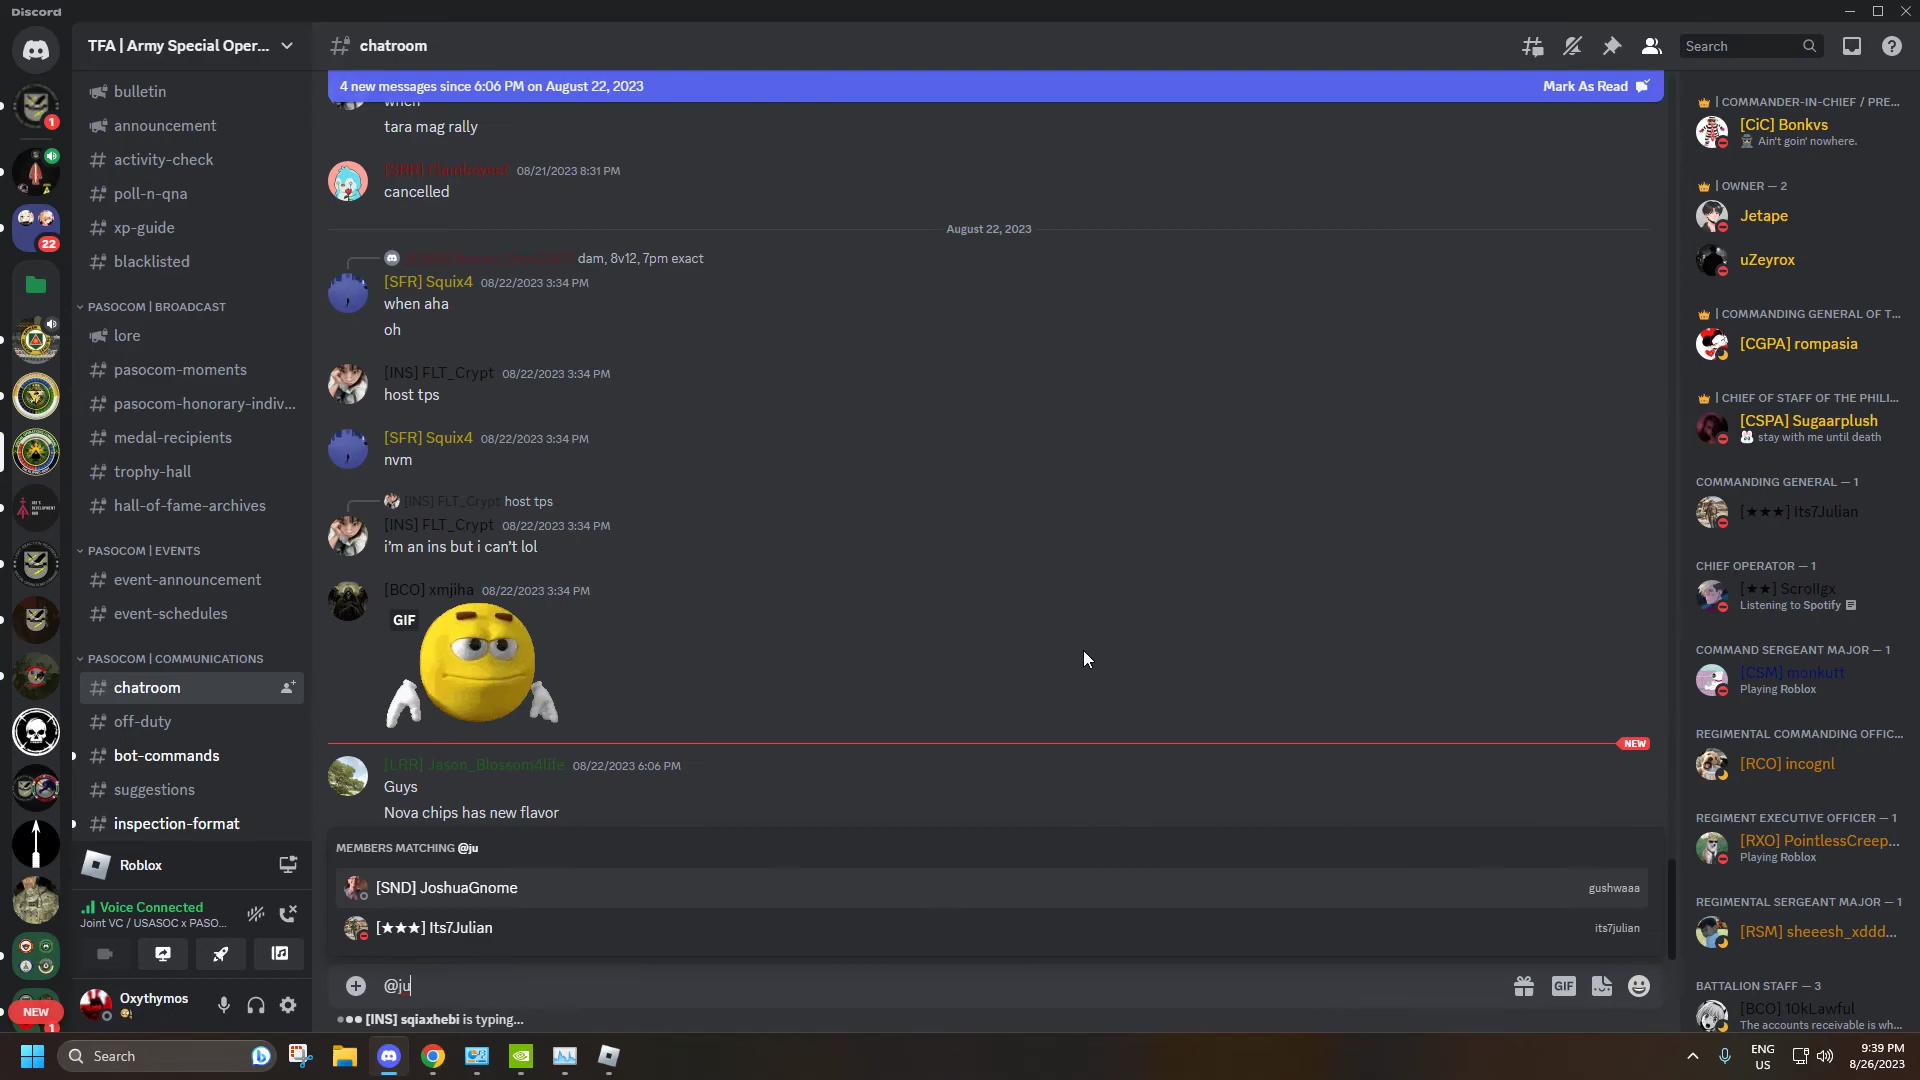 Discord
TFA | Army Special Oper...
chatroom
Search
1
22
NEW
1
bulletin
announcement
activity-check
poll-n-qna
xp-guide
blacklisted
PASOCOM | BROADCAST
lore
pasocom-moments
pasocom-honorary-indiv...
medal-recipients
trophy-hall
hall-of-fame-archives
PASOCOM | EVENTS
event-announcement
event-schedules
PASOCOM | COMMUNICATIONS
chatroom
off-duty
bot-commands
suggestions
inspection-format
Roblox
Voice Connected
Joint VC / USASOC x PASO...
Oxythymos
4 new messages since 6:06 PM on August 22, 2023
Mark As Read
when
tara mag rally
08/21/2023 8:31 PM
cancelled
August 22, 2023
dam, 8v12, 7pm exact
[SFR] Squix4 08/22/2023 3:34 PM
when aha
oh
[INS] FLT_Crypt 08/22/2023 3:34 PM
host tps
[SFR] Squix4 08/22/2023 3:34 PM
nvm
[INS] FLT_Crypt host tps
[INS] FLT_Crypt 08/22/2023 3:34 PM
i'm an ins but i can't lol
[BCO] xmjiha 08/22/2023 3:34 PM
GIF
NEW
[LRR] Jason_Blossom4life 08/22/2023 6:06 PM
Guys
Nova chips has new flavor
MEMBERS MATCHING @ju
[SND] JoshuaGnome gushwaaa
[★★★] Its7Julian its7julian
@ju
GIF
[INS] sqiaxhebi is typing...
| COMMANDER-IN-CHIEF / PRE...
[CiC] Bonkvs
Ain't goin' nowhere.
| OWNER — 2
Jetape
uZeyrox
| COMMANDING GENERAL OF T...
[CGPA] rompasia
| CHIEF OF STAFF OF THE PHILI...
[CSPA] Sugaarplush
stay with me until death
COMMANDING GENERAL — 1
[★★★] Its7Julian
CHIEF OPERATOR — 1
[★★] Scrollgx
Listening to Spotify
COMMAND SERGEANT MAJOR — 1
[CSM] monkutt
Playing Roblox
REGIMENTAL COMMANDING OFFIC...
[RCO] incognl
REGIMENT EXECUTIVE OFFICER — 1
[RXO] PointlessCreep...
Playing Roblox
REGIMENTAL SERGEANT MAJOR — 1
[RSM] sheeesh_xddd...
BATTALION STAFF — 3
[BCO] 10kLawful
The accounts receivable is wh...
Search
ENG
US
9:39 PM
8/26/2023